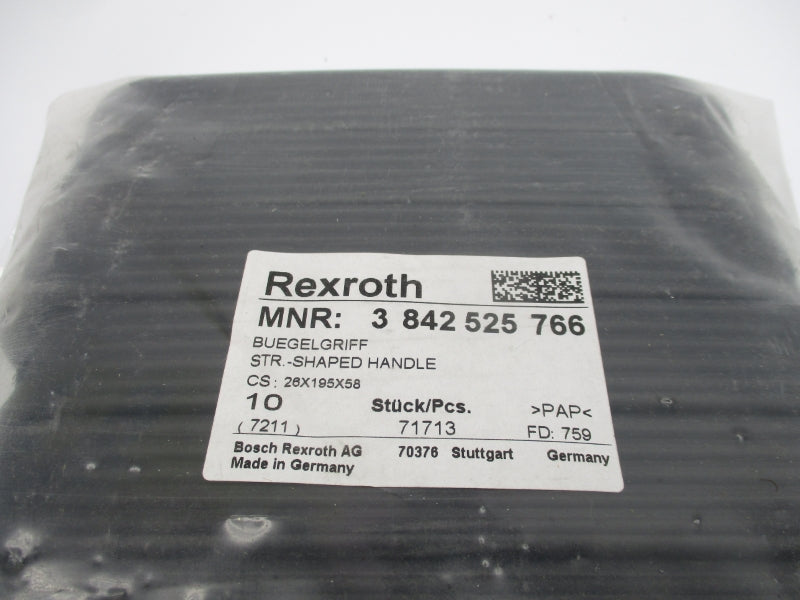 Rexroth
MNR: 3 842 525 766
BUEGELGRIFF
STR.-SHAPED HANDLE
CS: 26X195X58
10 Stück/Pcs. >PAP<
(7211) 71713 FD: 759
Bosch Rexroth AG 70376 Stuttgart Germany
Made in Germany